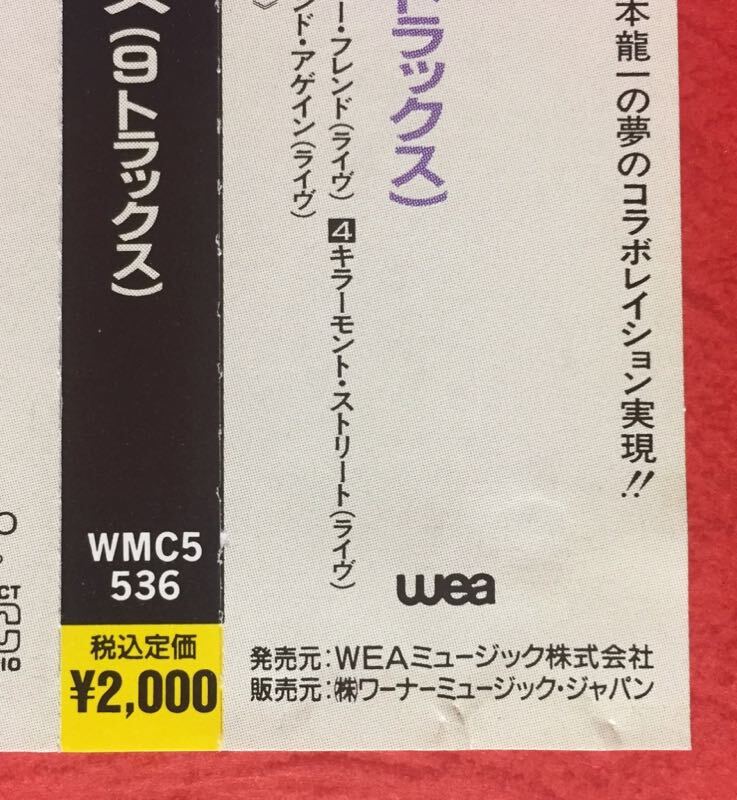 本龍一の夢のコラボレイション実現!!
トラックス)
ー・フレンド(ライヴ) 4キラーモント・ストリート(ライヴ)
ンド・アゲイン(ライヴ)
〉
ス(9トラックス)
WMC5
536
税込定価
¥2,000
wea
発売元:WEAミュージック株式会社
販売元:㈱ワーナーミュージック・ジャパン
CT
IO